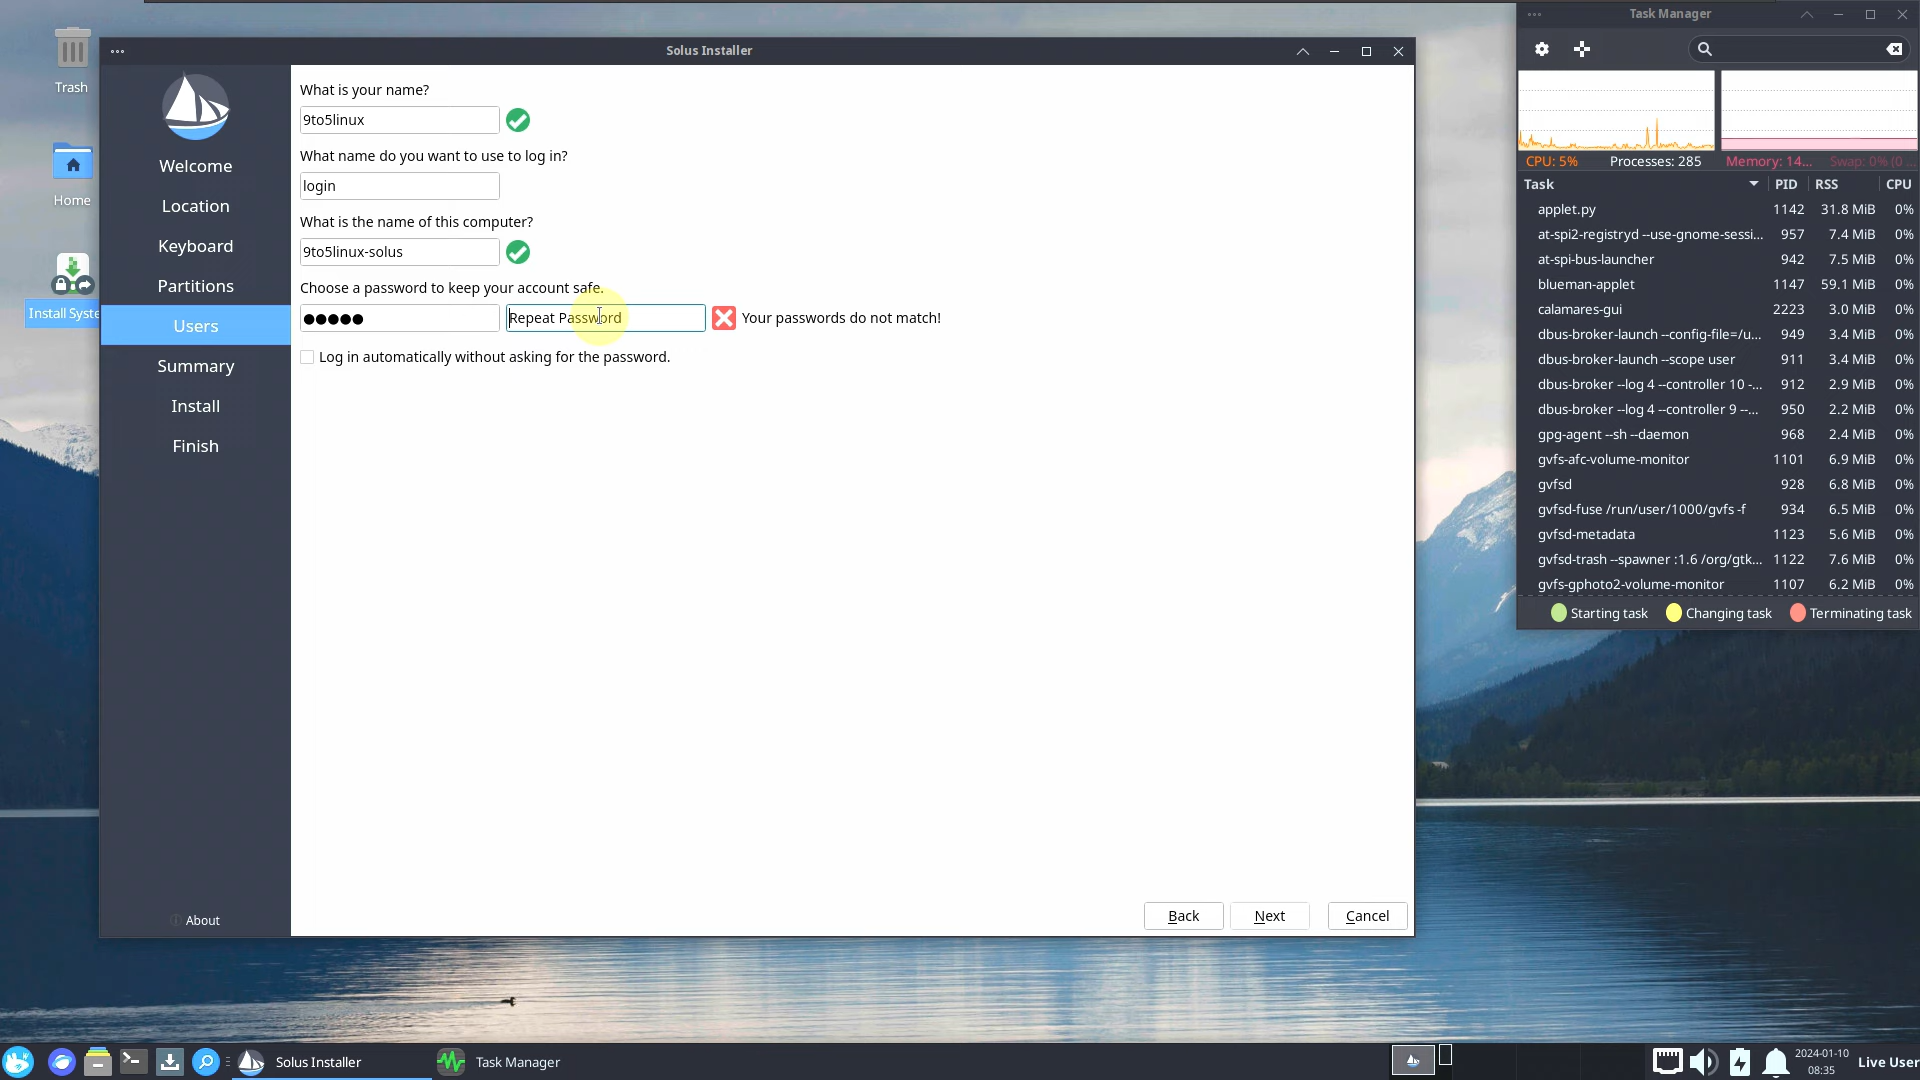 Trash
Home
Install Syste
Solus Installer
Welcome
Location
Keyboard
Partitions
Users
Summary
Install
Finish
About
What is your name?
9to5linux
What name do you want to use to log in?
login
What is the name of this computer?
9to5linux-solus
Choose a password to keep your account safe.
●●●●●
Repeat Password
Your passwords do not match!
Log in automatically without asking for the password.
Back
Next
Cancel
Task Manager
CPU: 5%
Processes: 285
Memory: 14...
Swap: 0% (0 ...
Task PID RSS CPU
applet.py 1142 31.8 MiB 0%
at-spi2-registryd --use-gnome-sessi... 957 7.4 MiB 0%
at-spi-bus-launcher 942 7.5 MiB 0%
blueman-applet 1147 59.1 MiB 0%
calamares-gui 2223 3.0 MiB 0%
dbus-broker-launch --config-file=/u... 949 3.4 MiB 0%
dbus-broker-launch --scope user 911 3.4 MiB 0%
dbus-broker --log 4 --controller 10 -... 912 2.9 MiB 0%
dbus-broker --log 4 --controller 9 --... 950 2.2 MiB 0%
gpg-agent --sh --daemon 968 2.4 MiB 0%
gvfs-afc-volume-monitor 1101 6.9 MiB 0%
gvfsd 928 6.8 MiB 0%
gvfsd-fuse /run/user/1000/gvfs -f 934 6.5 MiB 0%
gvfsd-metadata 1123 5.6 MiB 0%
gvfsd-trash --spawner :1.6 /org/gtk... 1122 7.6 MiB 0%
gvfs-gphoto2-volume-monitor 1107 6.2 MiB 0%
Starting task
Changing task
Terminating task
Solus Installer
Task Manager
2024-01-10
08:35
Live User